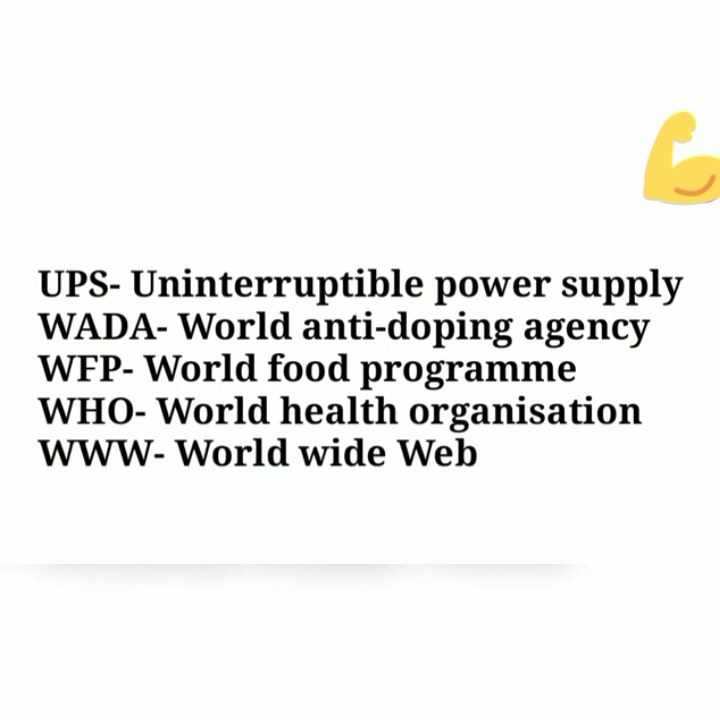 UPS- Uninterruptible power supply
WADA- World anti-doping agency
WFP- World food programme
WHO- World health organisation
WWW- World wide Web